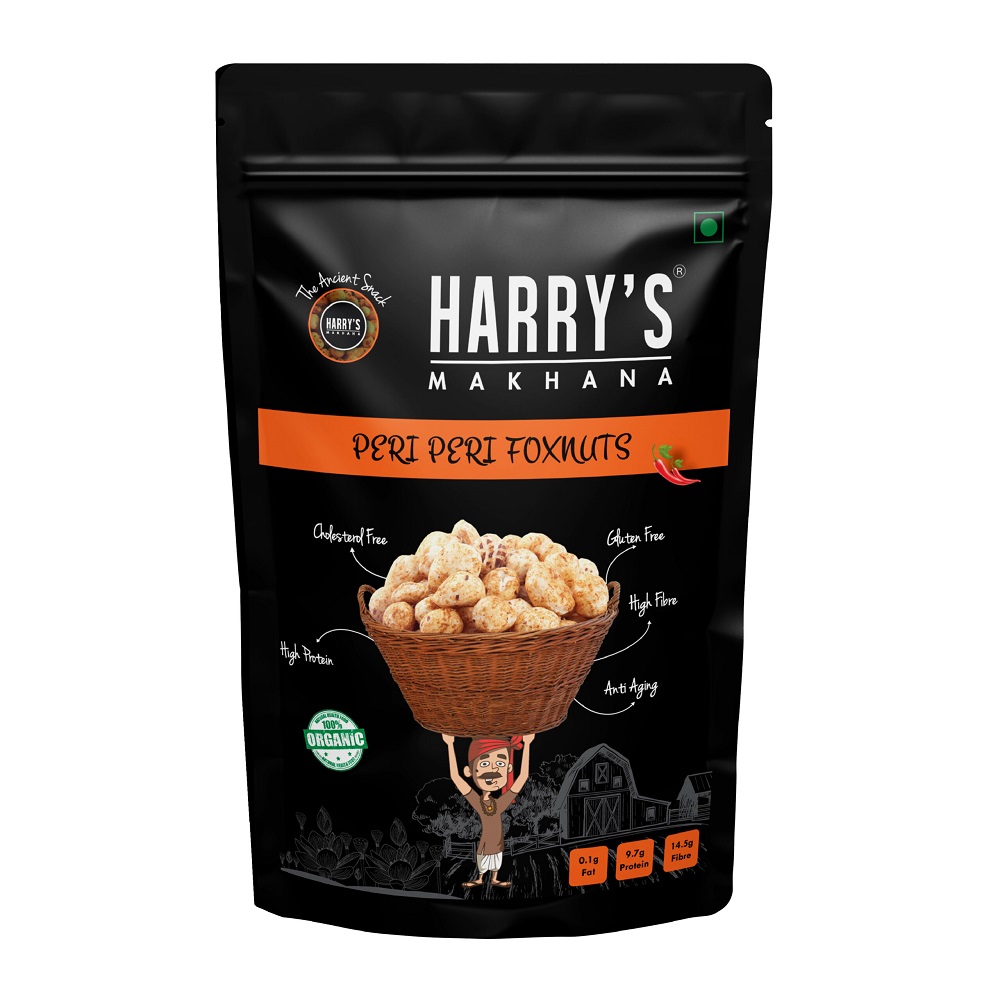 The Ancient Snack
HARRY'S
MAKHANA
HARRY'S®
MAKHANA
PERI PERI FOXNUTS
Cholesterol Free
Gluten Free
High Fibre
High Protein
Anti Aging
100%
ORGANIC
0.1g
Fat
9.7g
Protein
14.5g
Fibre